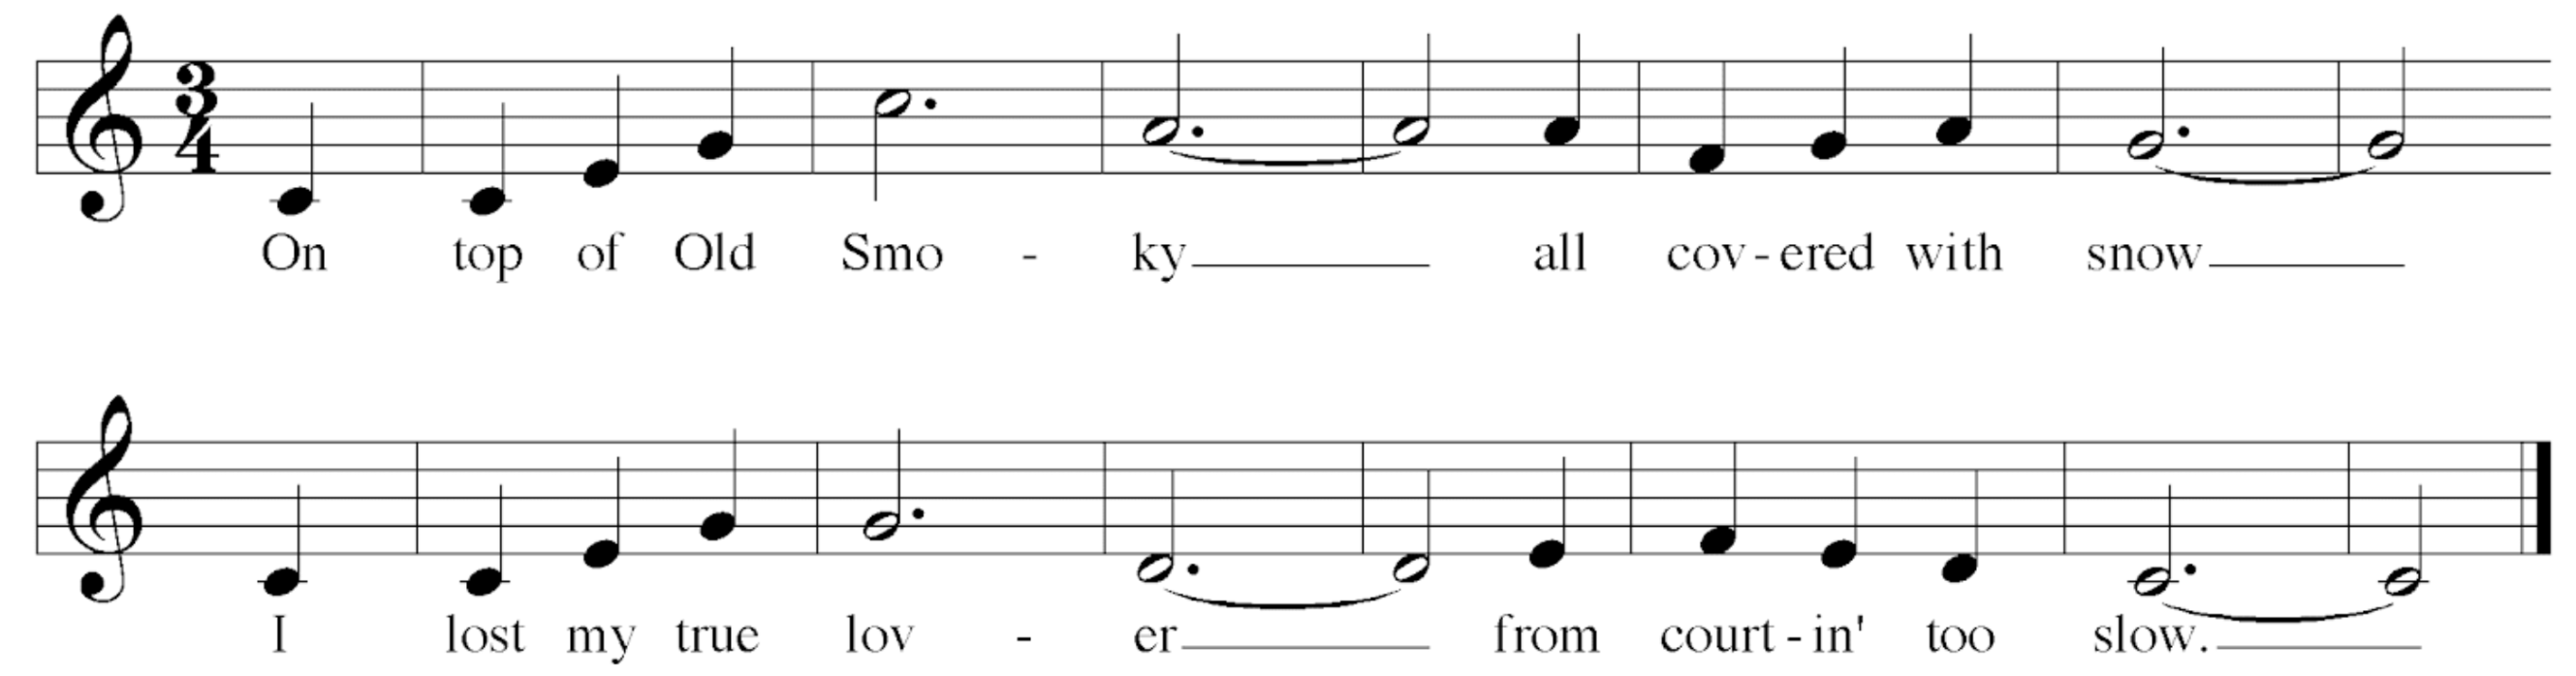 3
4
On top of Old Smo - ky all cov - ered with snow
I lost my true lov - er from court - in' too slow.